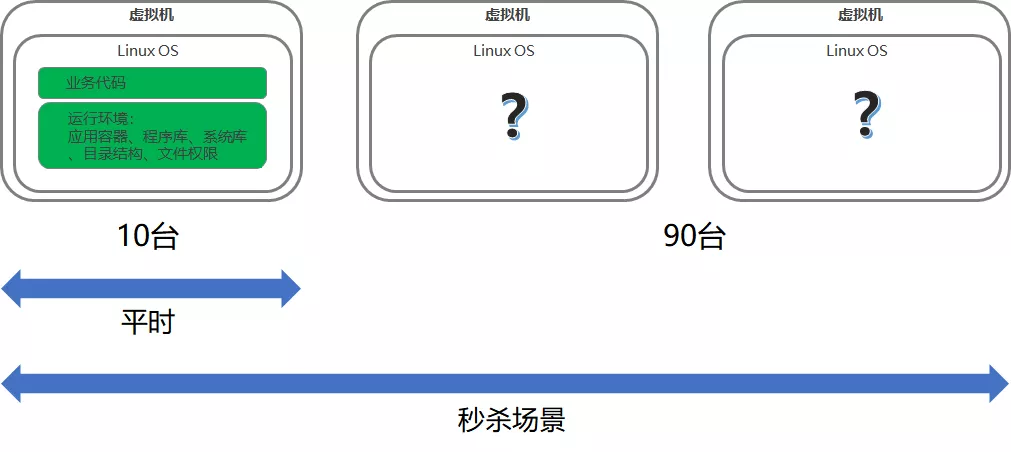 虚拟机
虚拟机
虚拟机
Linux OS
Linux OS
Linux OS
业务代码
运行环境：
应用容器、程序库、系统库
、目录结构、文件权限
?
?
10台
90台
平时
秒杀场景